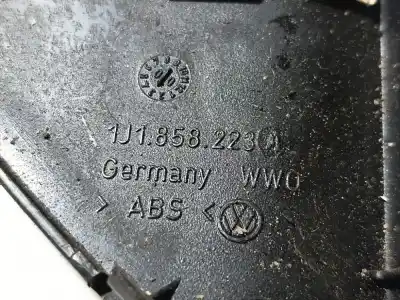 1J1.858.223
Germany WWO
> ABS <